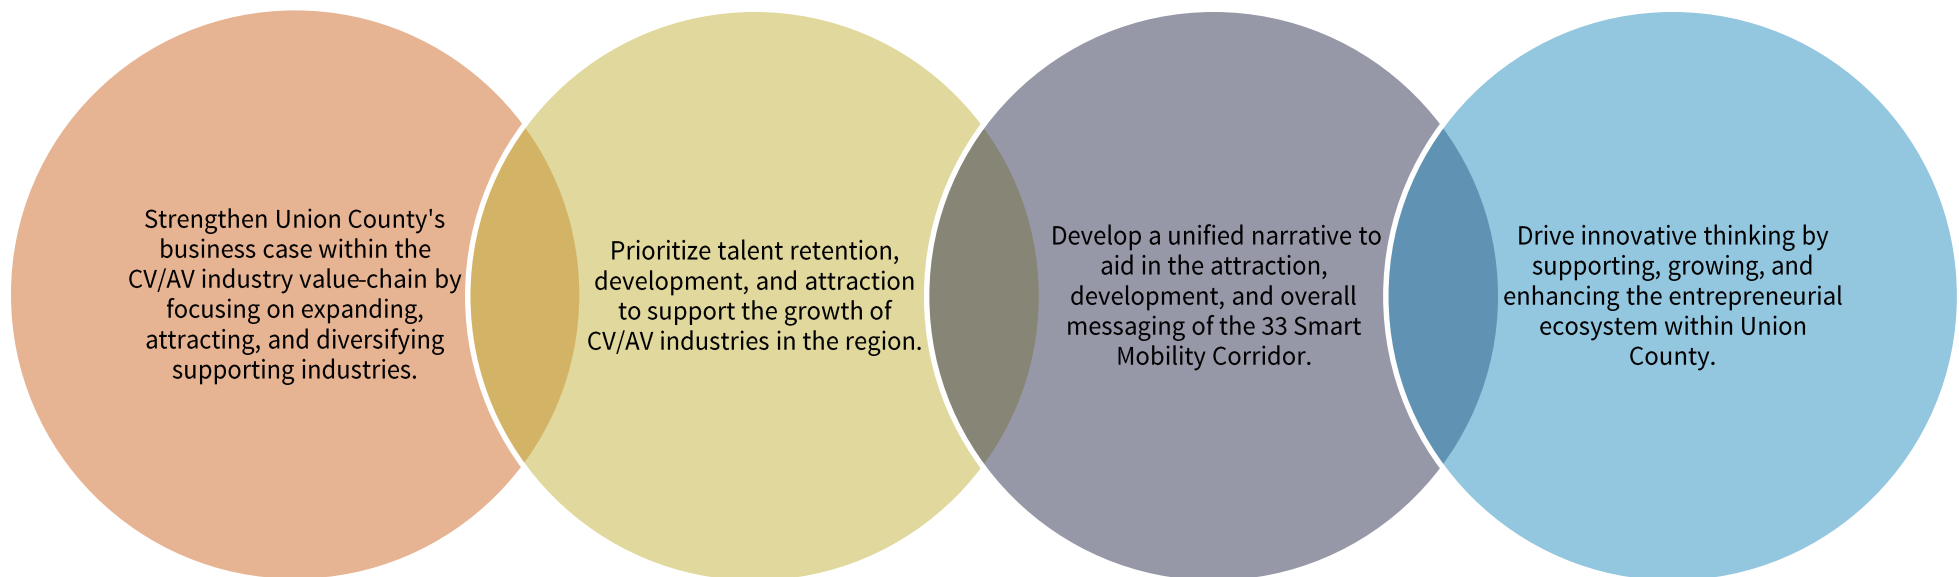 Strengthen Union County's
business case within the
CV/AV industry value-chain by
focusing on expanding,
attracting, and diversifying
supporting industries.
Prioritize talent retention,
development, and attraction
to support the growth of
CV/AV industries in the region.
Develop a unified narrative to
aid in the attraction,
development, and overall
messaging of the 33 Smart
Mobility Corridor.
Drive innovative thinking by
supporting, growing, and
enhancing the entrepreneurial
ecosystem within Union
County.